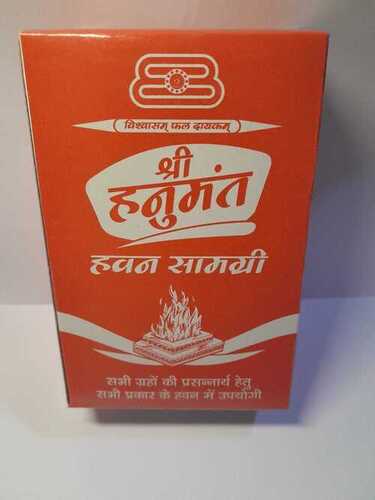 विश्वासम् फल दायकम्
श्री
हनुमंत
हवन सामग्री
सभी ग्रहों की प्रसन्नार्थ हेतु
सभी प्रकार के हवन में उपयोगी